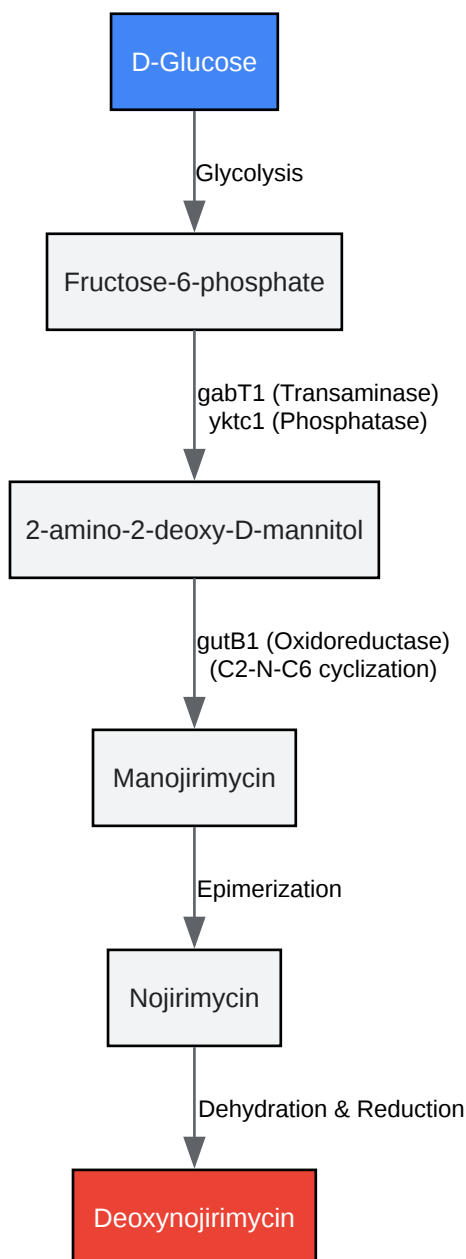 D-Glucose
Glycolysis
Fructose-6-phosphate
gabT1 (Transaminase)
yktc1 (Phosphatase)
2-amino-2-deoxy-D-mannitol
gutB1 (Oxidoreductase)
(C2-N-C6 cyclization)
Manojirimycin
Epimerization
Nojirimycin
Dehydration & Reduction
Deoxynojirimycin